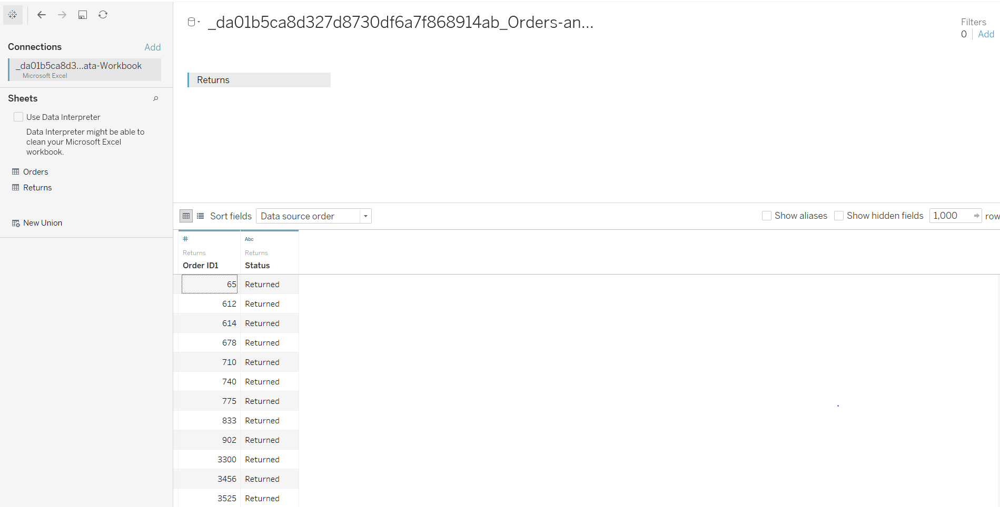 _da01b5ca8d327d8730df6a7f868914ab_Orders-an...
Filters
0 Add
Connections Add
_da01b5ca8d3...ata-Workbook
Microsoft Excel
Returns
Sheets
Use Data Interpreter
Data Interpreter might be able to
clean your Microsoft Excel
workbook.
Orders
Returns
New Union
Sort fields Data source order Show aliases Show hidden fields 1,000 row
# Abc
Returns Returns
Order ID1 Status
65 Returned
612 Returned
614 Returned
678 Returned
710 Returned
740 Returned
775 Returned
833 Returned
902 Returned
3300 Returned
3456 Returned
3525 Returned